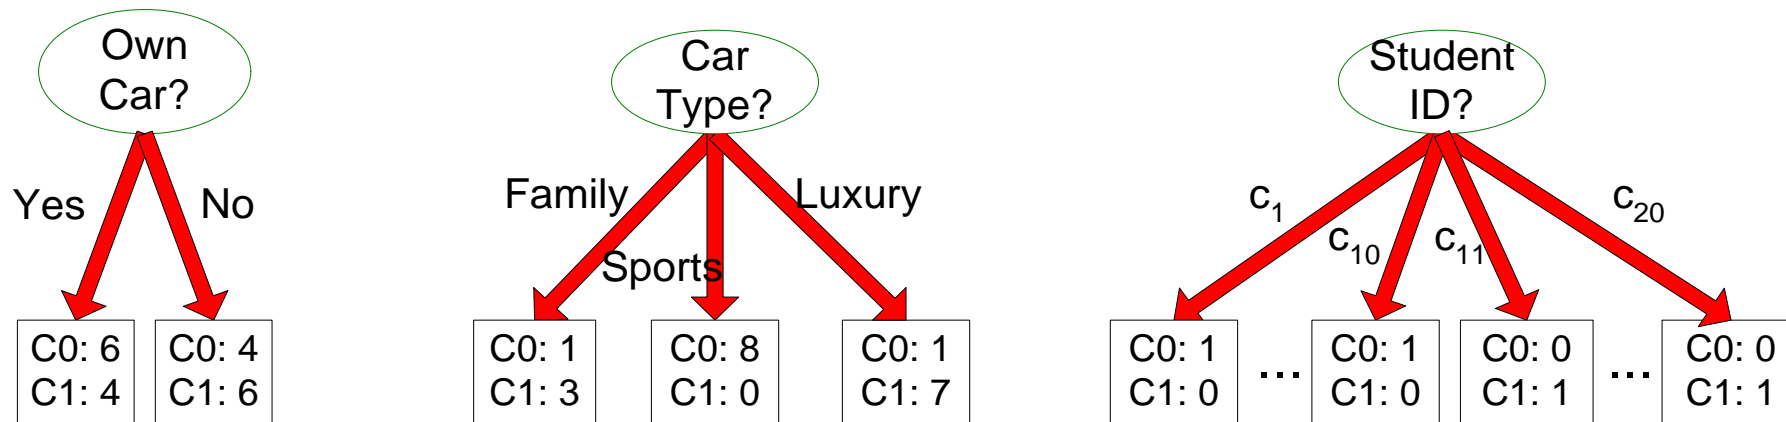 Own
Car?
Yes
No
C0: 6
C1: 4
C0: 4
C1: 6
Car
Type?
Family
Sports
Luxury
C0: 1
C1: 3
C0: 8
C1: 0
C0: 1
C1: 7
Student
ID?
c1
c10
c11
c20
C0: 1
C1: 0
...
C0: 1
C1: 0
C0: 0
C1: 1
...
C0: 0
C1: 1